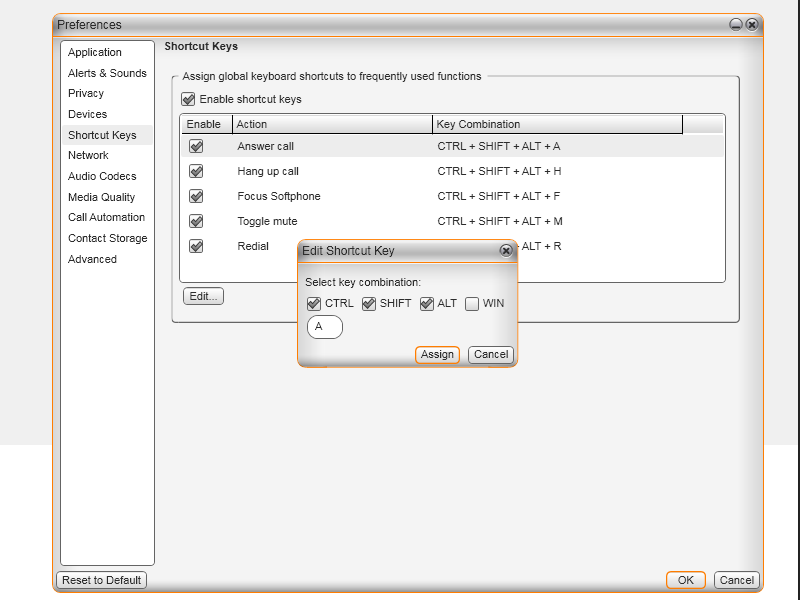 Preferences
Application
Alerts & Sounds
Privacy
Devices
Shortcut Keys
Network
Audio Codecs
Media Quality
Call Automation
Contact Storage
Advanced
Shortcut Keys
Assign global keyboard shortcuts to frequently used functions
Enable shortcut keys
Enable Action Key Combination
Answer call CTRL + SHIFT + ALT + A
Hang up call CTRL + SHIFT + ALT + H
Focus Softphone CTRL + SHIFT + ALT + F
Toggle mute CTRL + SHIFT + ALT + M
Redial + ALT + R
Edit...
Edit Shortcut Key
Select key combination:
CTRL SHIFT ALT WIN
A
Assign Cancel
Reset to Default OK Cancel